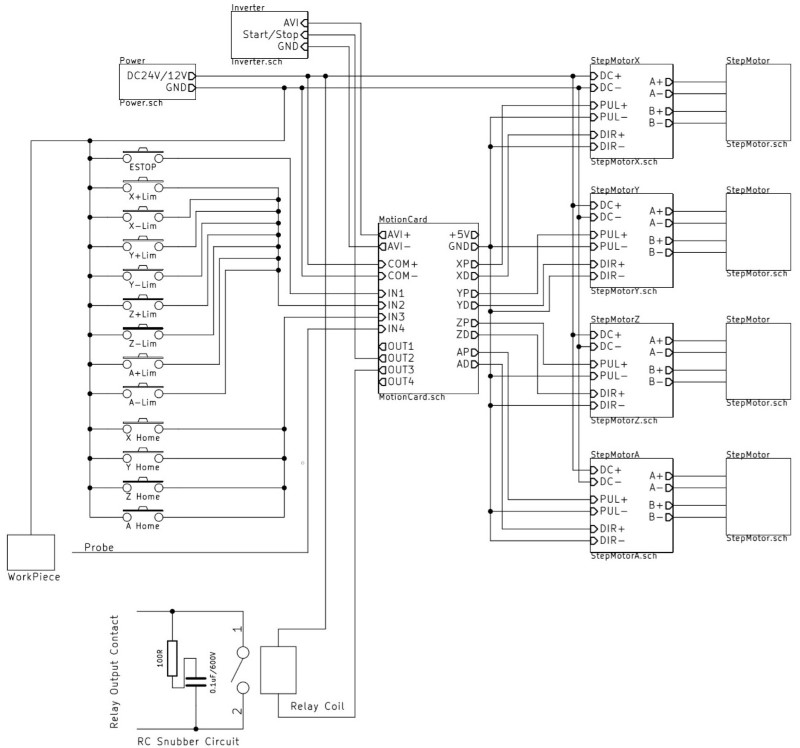 Inverter
AVI
Start/Stop
GND
Inverter.sch
Power
DC24V/12V
GND
Power.sch
ESTOP
X+Lim
X-Lim
Y+Lim
Y-Lim
Z+Lim
Z-Lim
A+Lim
A-Lim
X Home
Y Home
Z Home
A Home
Probe
WorkPiece
MotionCard
AVI+ +5V
AVI- GND
COM+ XP
COM- XD
IN1 YP
IN2 YD
IN3 ZP
IN4 ZD
OUT1
OUT2 AP
OUT3 AD
OUT4
MotionCard.sch
StepMotorX
DC+ A+
DC- A-
PUL+ B+
PUL- B-
DIR+
DIR-
StepMotorX.sch
StepMotor
StepMotor.sch
StepMotorY
DC+ A+
DC- A-
PUL+ B+
PUL- B-
DIR+
DIR-
StepMotorY.sch
StepMotor
StepMotor.sch
StepMotorZ
DC+ A+
DC- A-
PUL+ B+
PUL- B-
DIR+
DIR-
StepMotorZ.sch
StepMotor
StepMotor.sch
StepMotorA
DC+ A+
DC- A-
PUL+ B+
PUL- B-
DIR+
DIR-
StepMotorA.sch
StepMotor
StepMotor.sch
Relay Output Contact
100R
0.1uF/600V
1
2
Relay Coil
RC Snubber Circuit